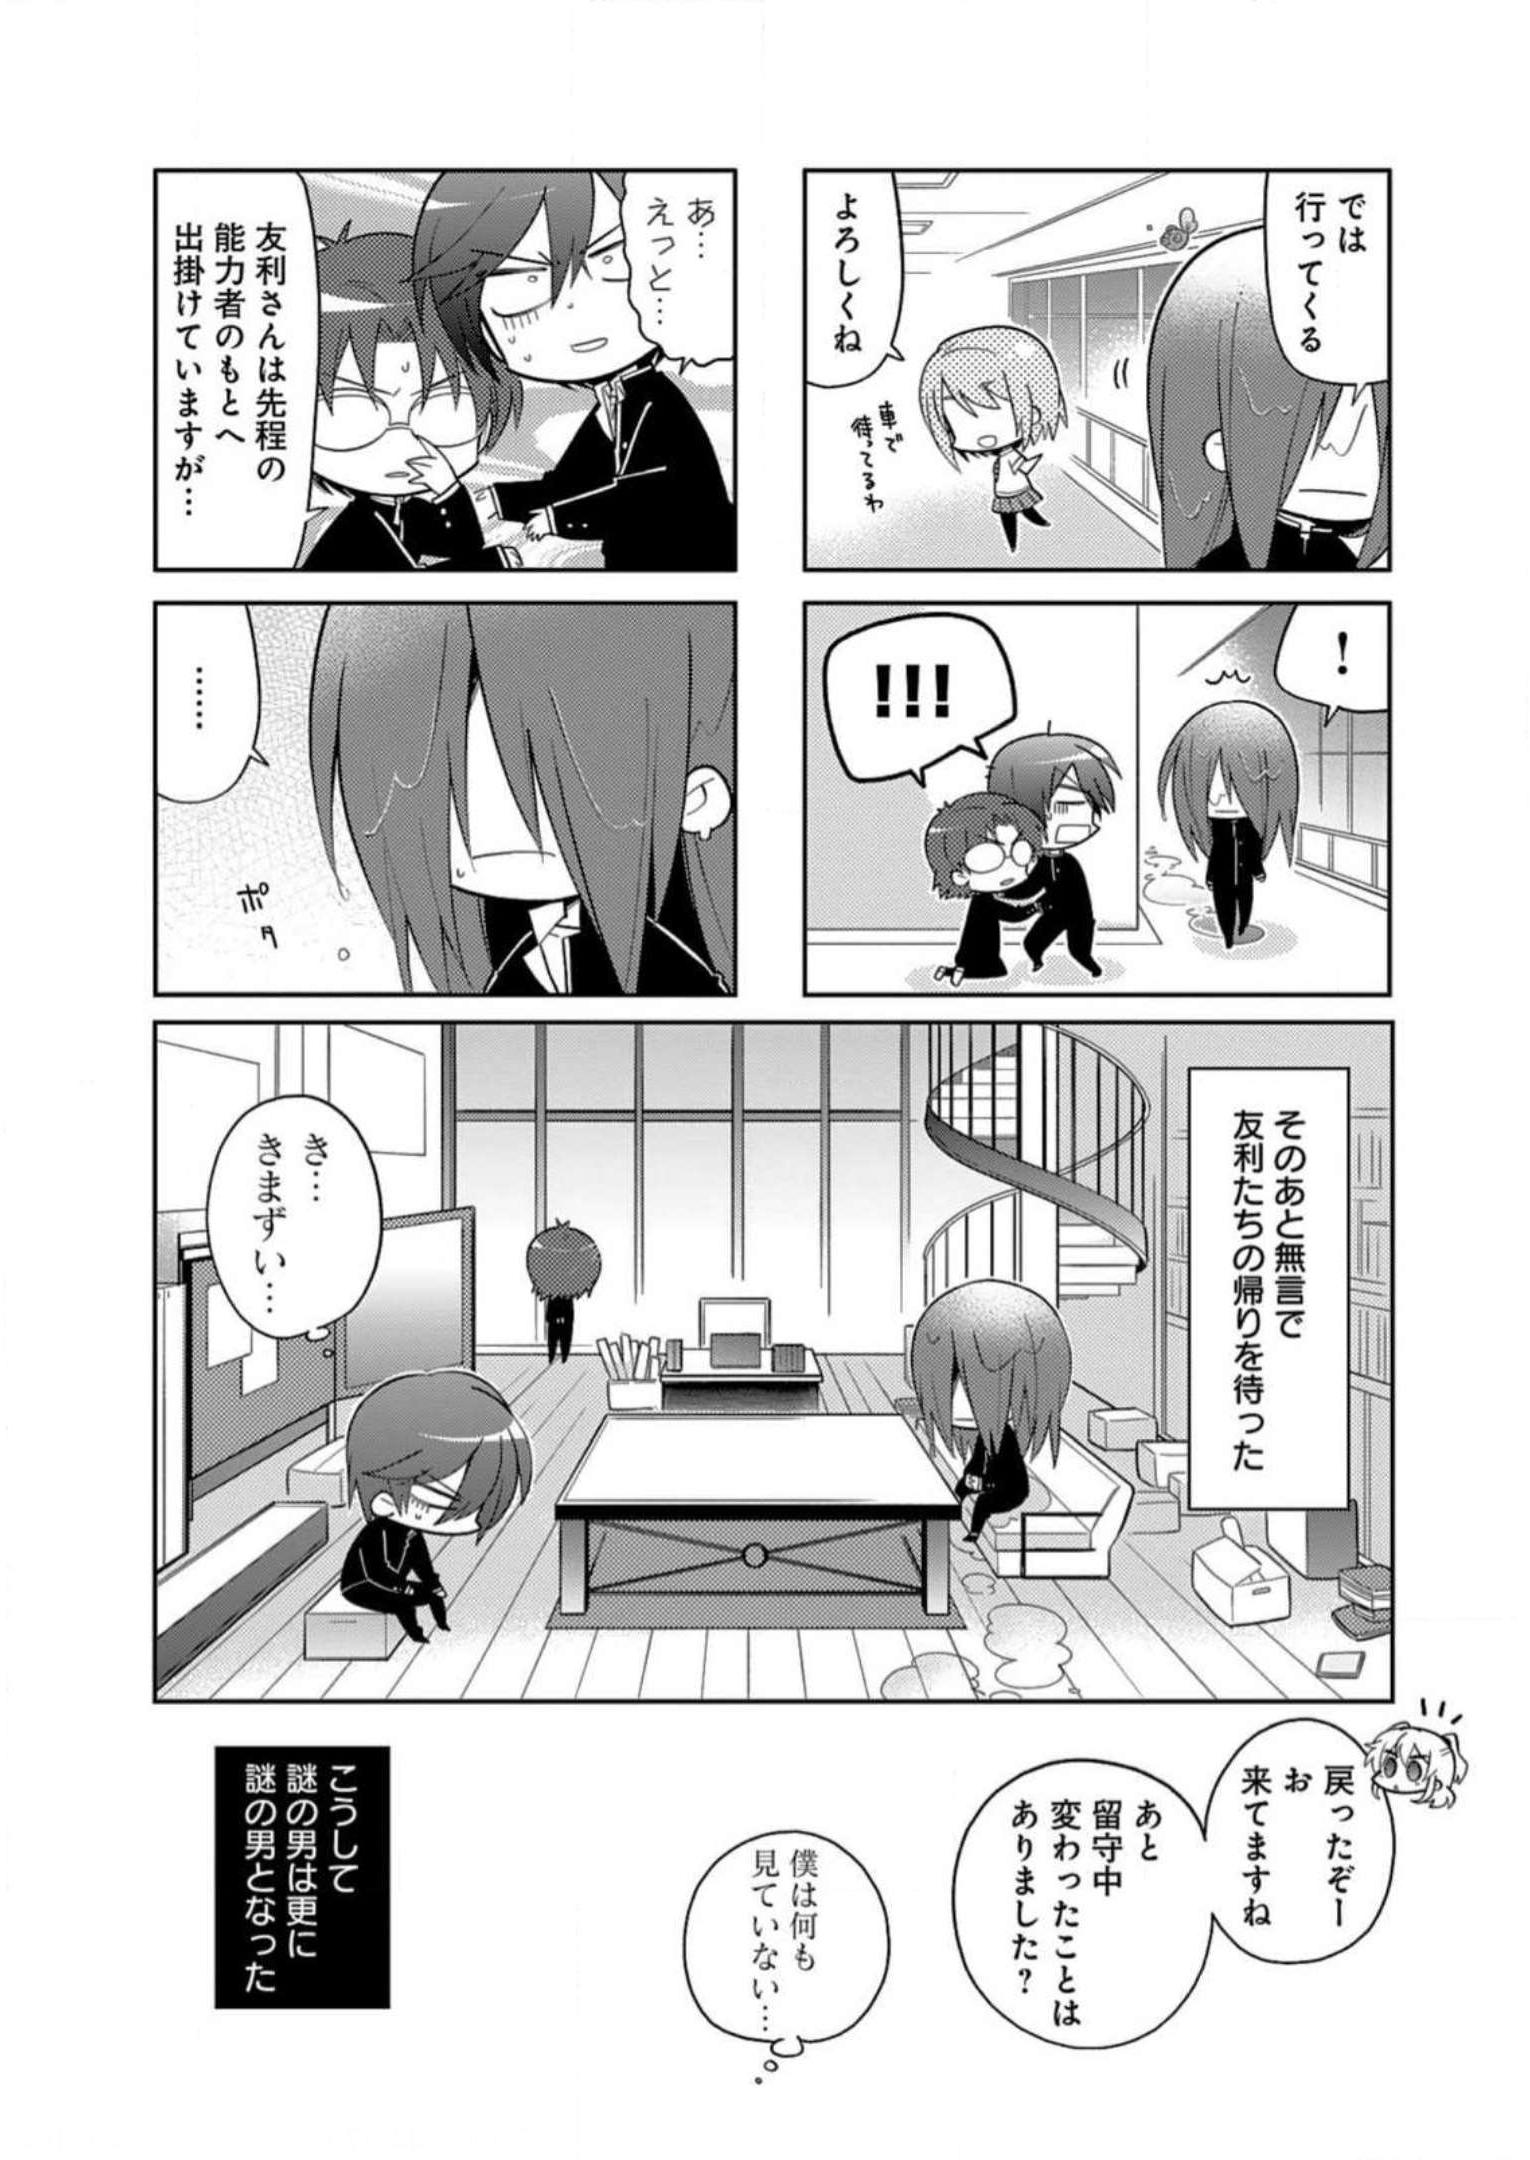 では
行ってくる
よろしくね
車で
待ってるわ
!
!!!
あ…
えっと…
友利さんは先程の
能力者のもとへ
出掛けていますが…
……
ポタ
そのあと無言で
友利たちの帰りを待った
き…
きまずい…
戻ったぞー
お
来てますね
あと
留守中
変わったことは
ありました？
僕は何も
見ていない…
こうして
謎の男は更に
謎の男となった